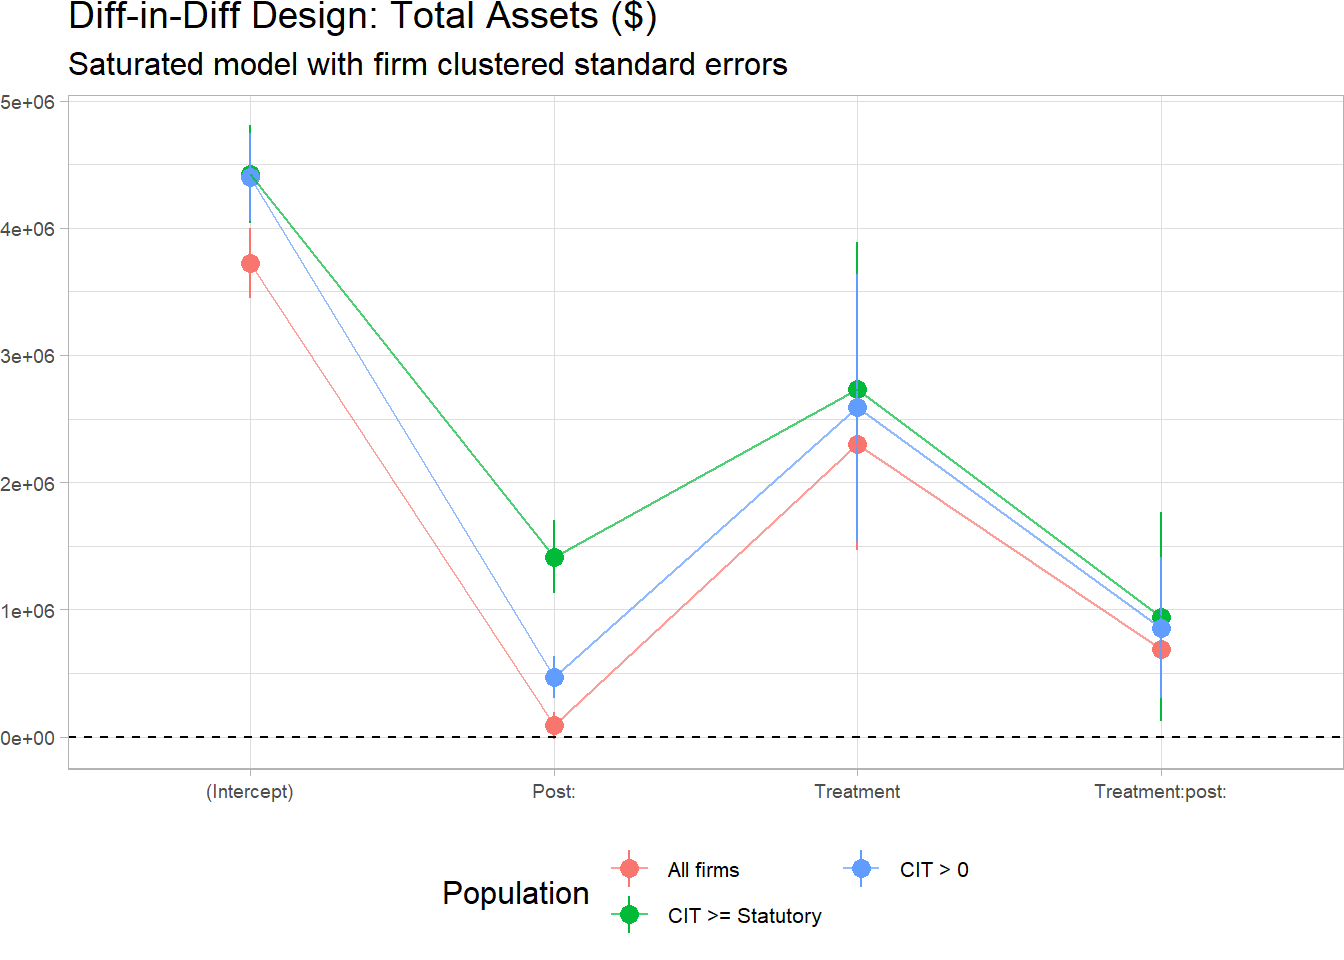 Diff-in-Diff Design: Total Assets ($)
Saturated model with firm clustered standard errors
5e+06
4e+06
3e+06
2e+06
1e+06
0e+00
(Intercept) Post: Treatment Treatment:post:
Population
All firms CIT > 0
CIT >= Statutory